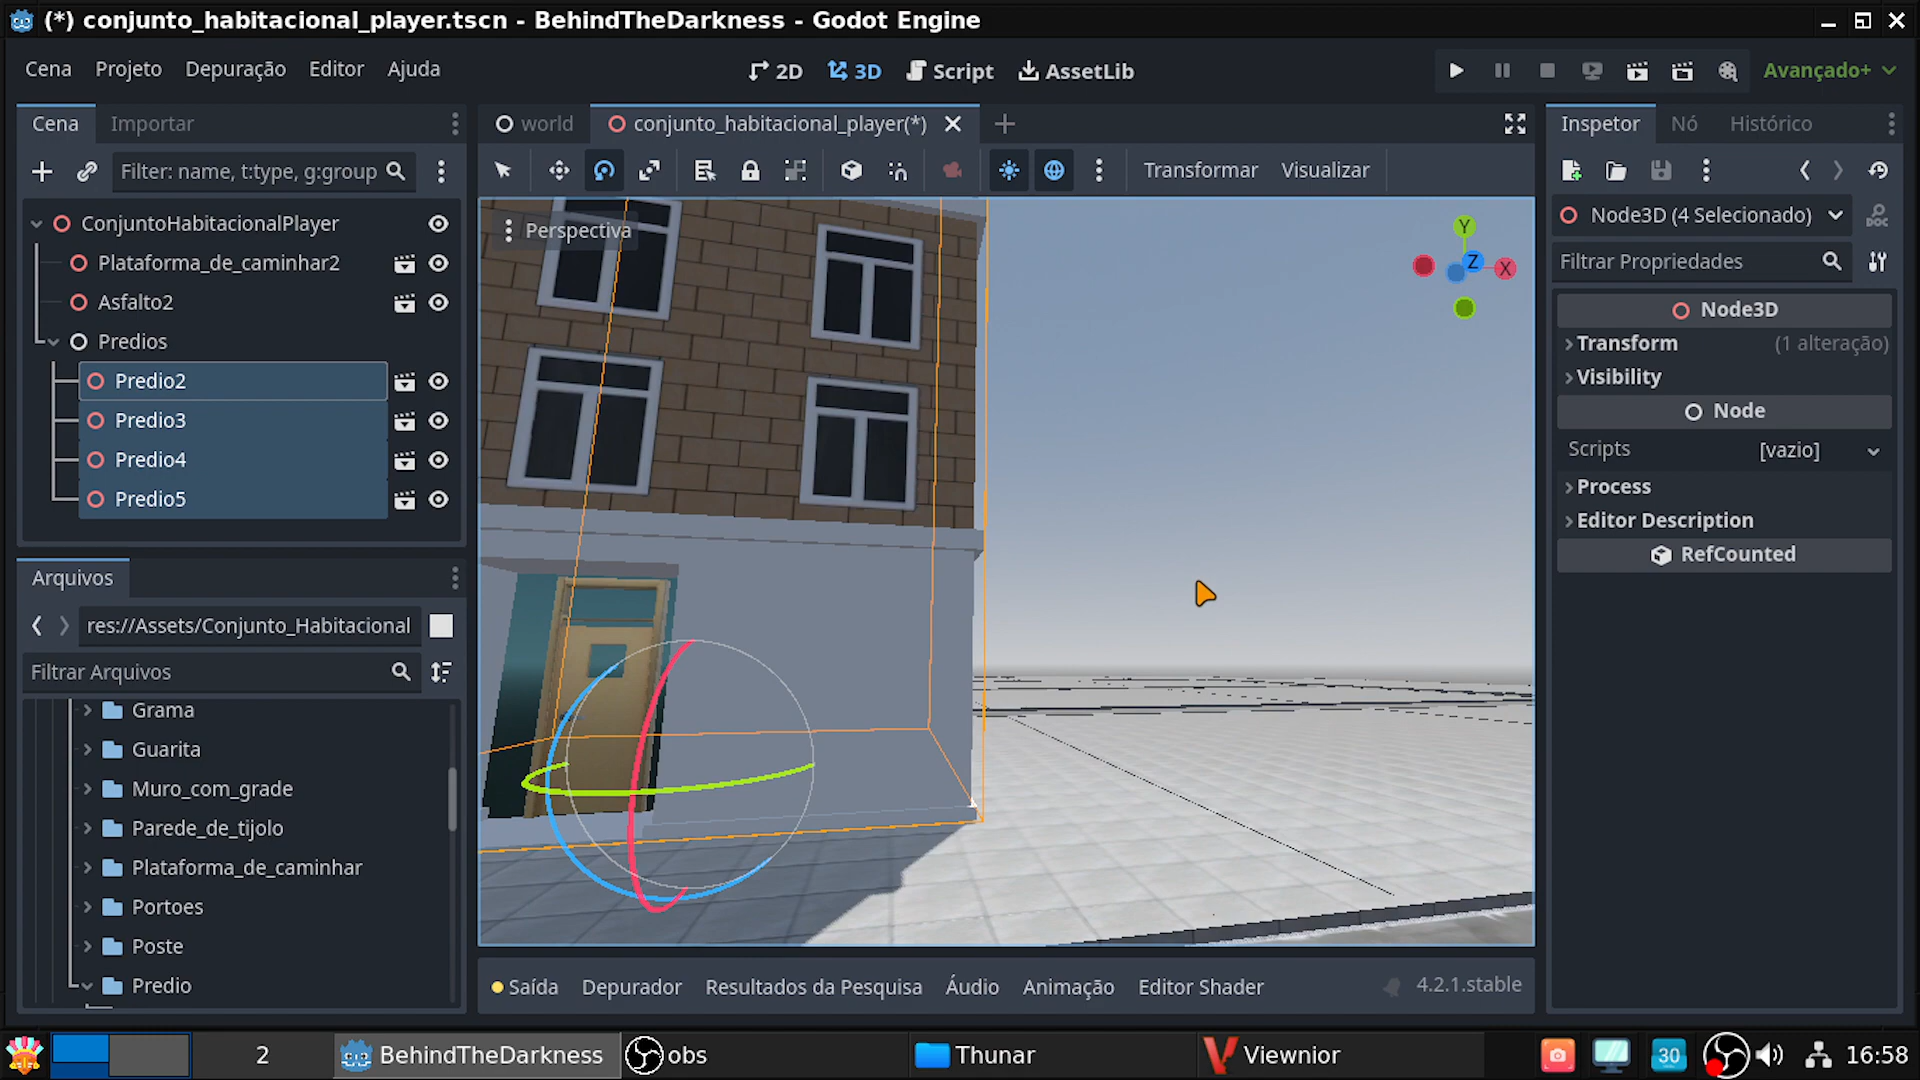 (*) conjunto_habitacional_player.tscn - BehindTheDarkness - Godot Engine
Cena Projeto Depuração Editor Ajuda
2D 3D Script AssetLib
Avançado+
Cena Importar
world conjunto_habitacional_player(*)
Inspetor Nó Histórico
Filter: name, t:type, g:group
Transformar Visualizar
ConjuntoHabitacionalPlayer
Plataforma_de_caminhar2
Asfalto2
Predios
Predio2
Predio3
Predio4
Predio5
Perspectiva
Y
Z
X
Node3D (4 Selecionado)
DOC
Filtrar Propriedades
Node3D
Transform (1 alteração)
Visibility
Node
Scripts [vazio]
Process
Editor Description
RefCounted
Arquivos
res://Assets/Conjunto_Habitacional
Filtrar Arquivos
Grama
Guarita
Muro_com_grade
Parede_de_tijolo
Plataforma_de_caminhar
Portoes
Poste
Predio
Saída Depurador Resultados da Pesquisa Áudio Animação Editor Shader
4.2.1.stable
2 BehindTheDarkness obs Thunar Viewnior 30 16:58